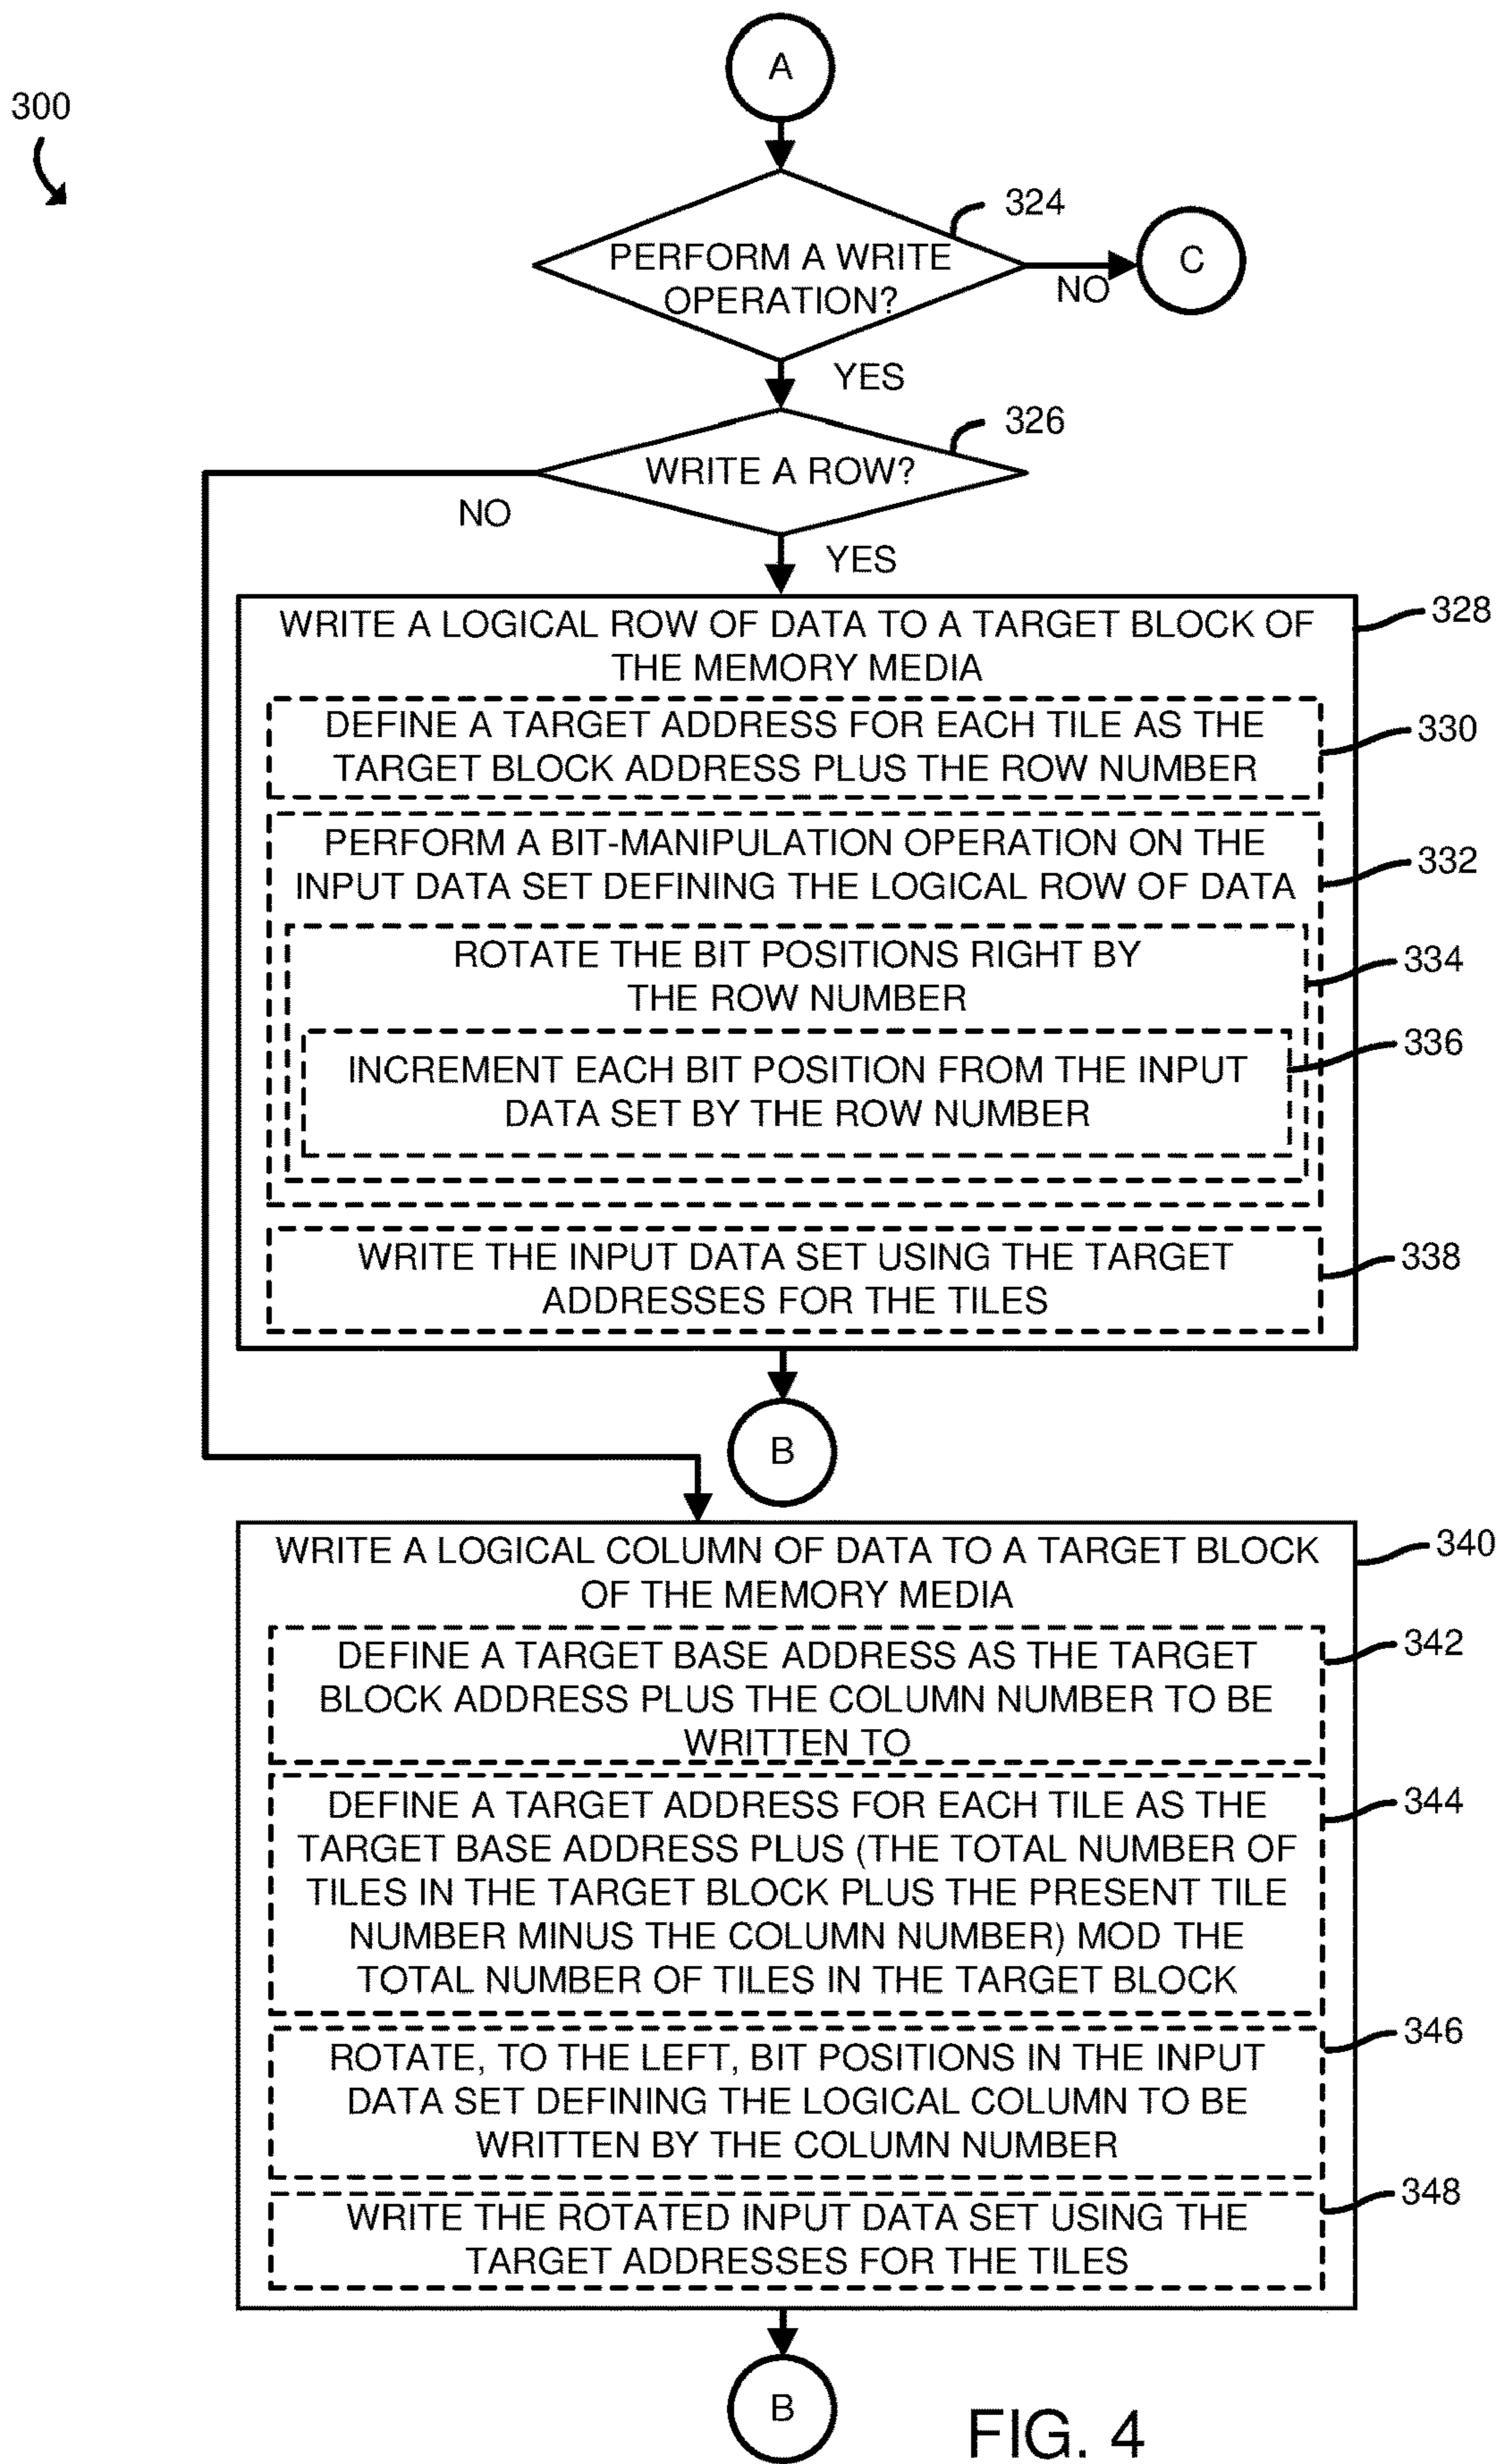 A
300
324
PERFORM A WRITE
OPERATION?
C
NO
YES
326
WRITE A ROW?
NO
YES
328
WRITE A LOGICAL ROW OF DATA TO A TARGET BLOCK OF
THE MEMORY MEDIA
330
DEFINE A TARGET ADDRESS FOR EACH TILE AS THE
TARGET BLOCK ADDRESS PLUS THE ROW NUMBER
332
PERFORM A BIT-MANIPULATION OPERATION ON THE
INPUT DATA SET DEFINING THE LOGICAL ROW OF DATA
334
ROTATE THE BIT POSITIONS RIGHT BY
THE ROW NUMBER
336
INCREMENT EACH BIT POSITION FROM THE INPUT
DATA SET BY THE ROW NUMBER
338
WRITE THE INPUT DATA SET USING THE TARGET
ADDRESSES FOR THE TILES
B
340
WRITE A LOGICAL COLUMN OF DATA TO A TARGET BLOCK
OF THE MEMORY MEDIA
342
DEFINE A TARGET BASE ADDRESS AS THE TARGET
BLOCK ADDRESS PLUS THE COLUMN NUMBER TO BE
WRITTEN TO
344
DEFINE A TARGET ADDRESS FOR EACH TILE AS THE
TARGET BASE ADDRESS PLUS (THE TOTAL NUMBER OF
TILES IN THE TARGET BLOCK PLUS THE PRESENT TILE
NUMBER MINUS THE COLUMN NUMBER) MOD THE
TOTAL NUMBER OF TILES IN THE TARGET BLOCK
346
ROTATE, TO THE LEFT, BIT POSITIONS IN THE INPUT
DATA SET DEFINING THE LOGICAL COLUMN TO BE
WRITTEN BY THE COLUMN NUMBER
348
WRITE THE ROTATED INPUT DATA SET USING THE
TARGET ADDRESSES FOR THE TILES
B
FIG. 4